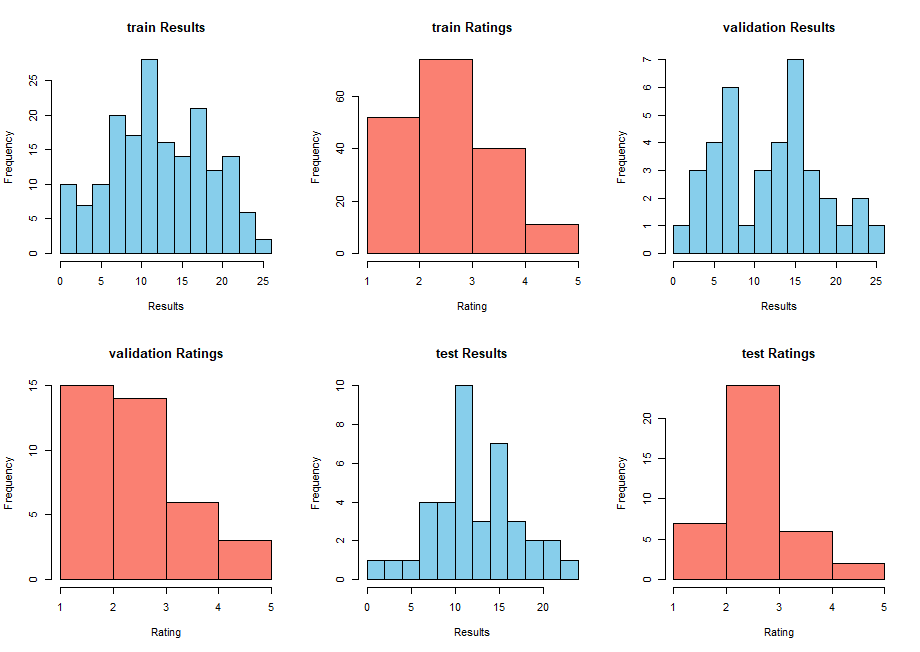 train Results
Frequency
0 5 10 15 20 25
0 5 10 15 20 25
Results
train Ratings
Frequency
0 20 40 60
1 2 3 4 5
Rating
validation Results
Frequency
0 1 2 3 4 5 6 7
0 5 10 15 20 25
Results
validation Ratings
Frequency
0 5 10 15
1 2 3 4 5
Rating
test Results
Frequency
0 2 4 6 8 10
0 5 10 15 20
Results
test Ratings
Frequency
0 5 10 15 20
1 2 3 4 5
Rating